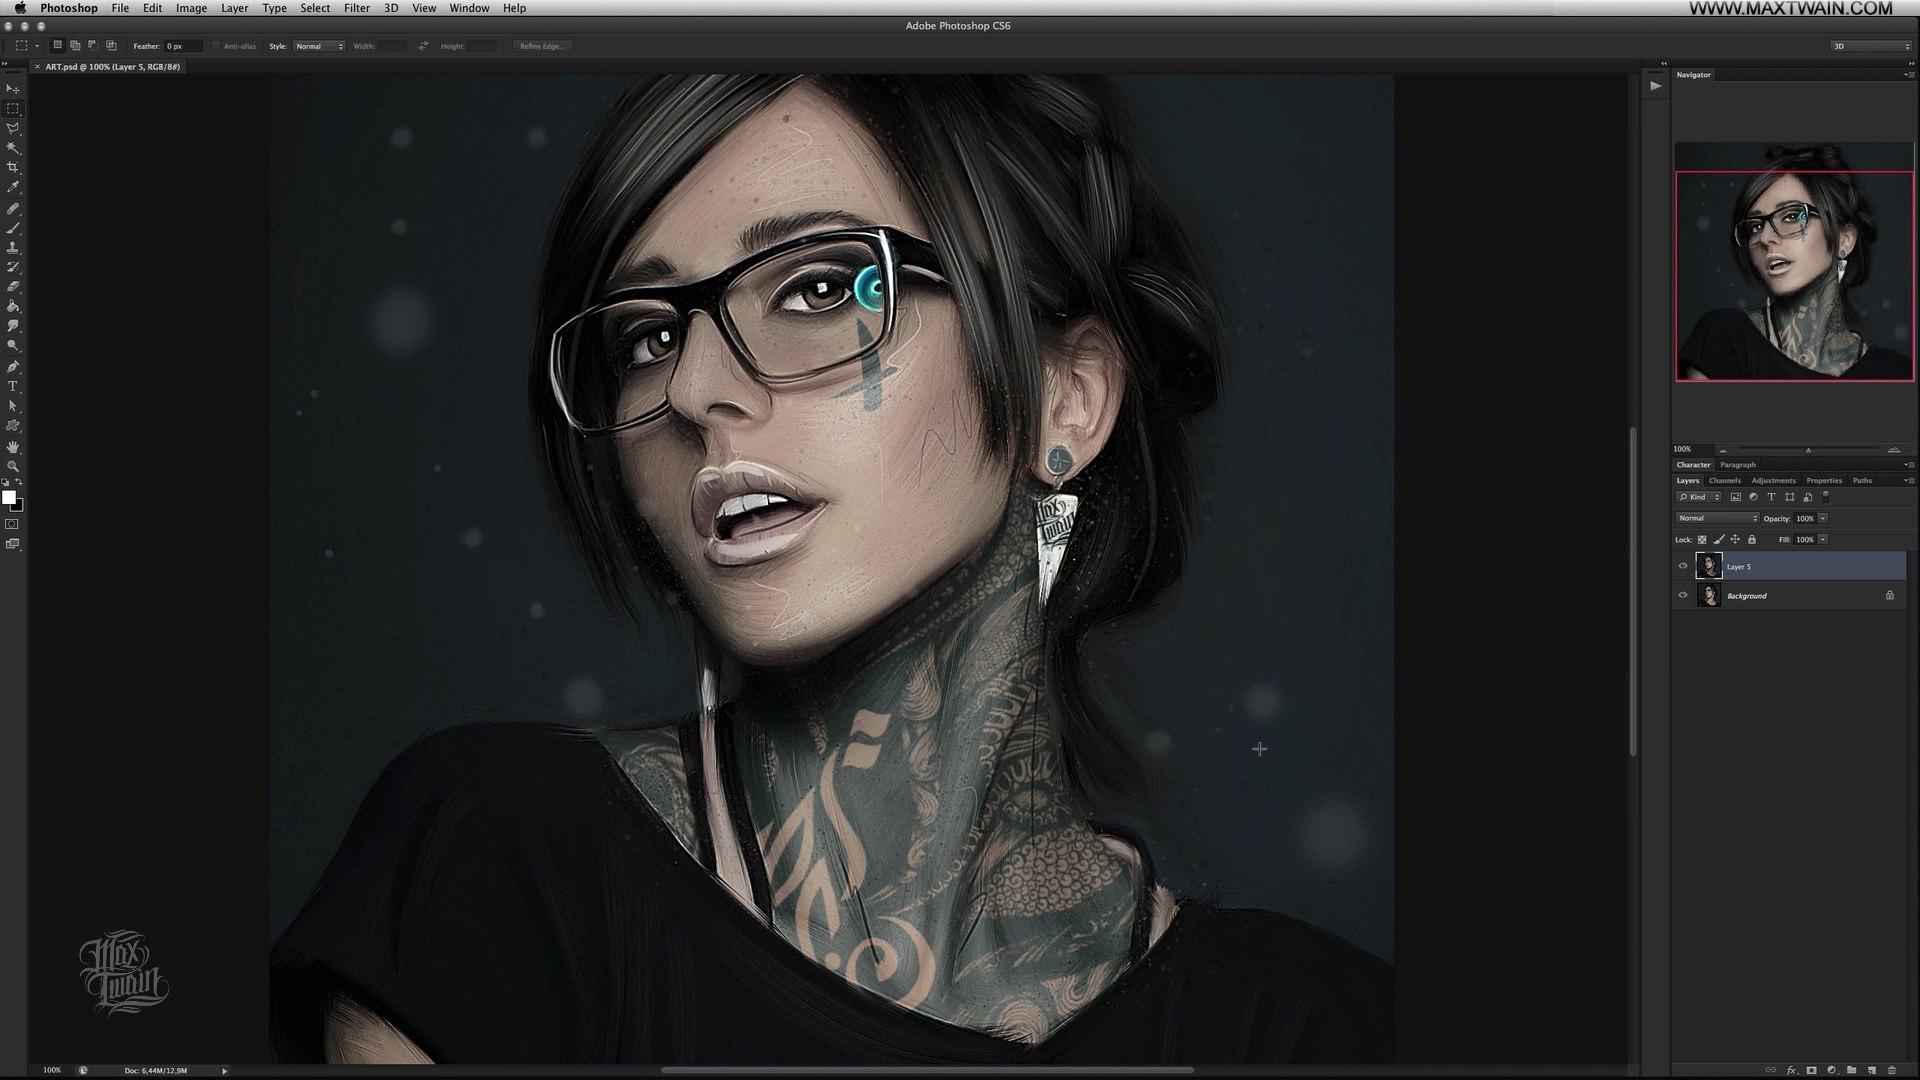 Photoshop File Edit Image Layer Type Select Filter 3D View Window Help
WWW.MAXTWAIN.COM
Adobe Photoshop CS6
Feather: 0 px Anti-alias Style: Normal Width: Height: Refine Edge... 3D
× ART.psd @ 100% (Layer 5, RGB/8#)
Navigator
100%
Character Paragraph
Layers Channels Adjustments Properties Paths
Kind
Normal Opacity: 100%
Lock: Fill: 100%
Layer 5
Background
Max
Twain
Max
Twain
100% Doc: 6,44M/12,9M